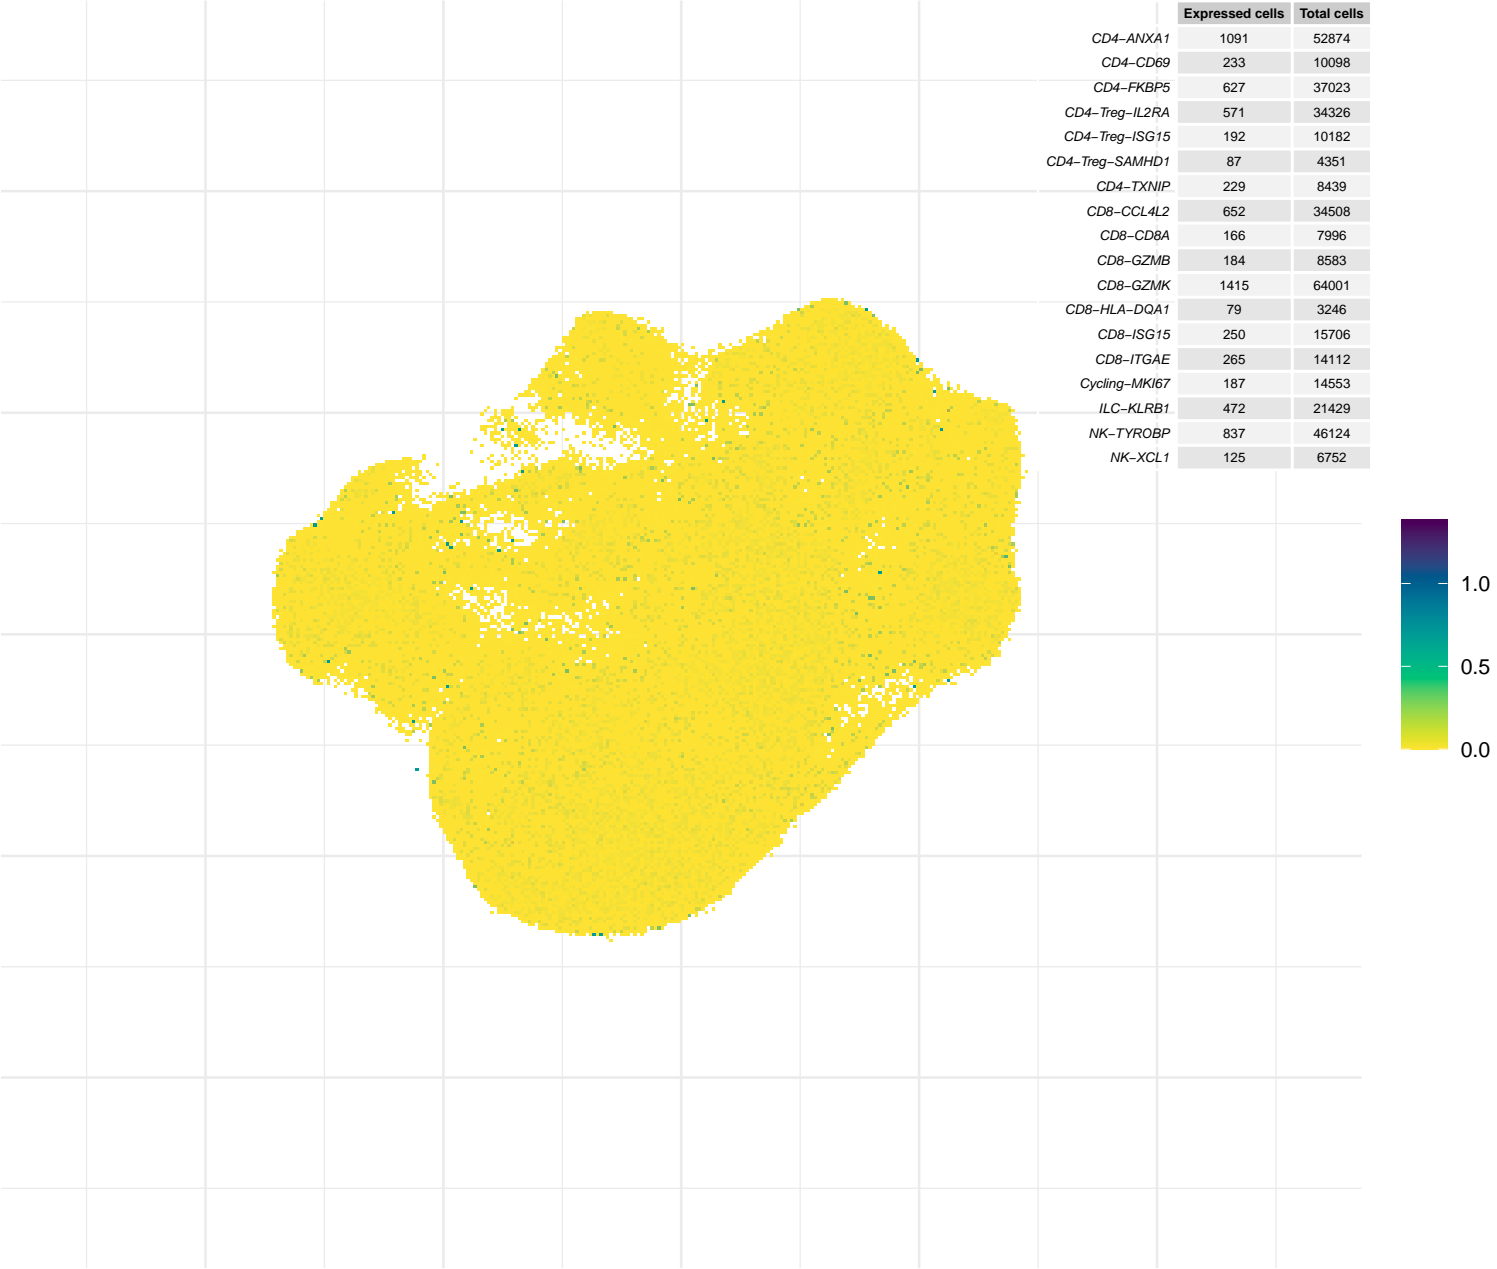 Expressed cells Total cells
CD4−ANXA1 1091 52874
CD4−CD69 233 10098
CD4−FKBP5 627 37023
CD4−Treg−IL2RA 571 34326
CD4−Treg−ISG15 192 10182
CD4−Treg−SAMHD1 87 4351
CD4−TXNIP 229 8439
CD8−CCL4L2 652 34508
CD8−CD8A 166 7996
CD8−GZMB 184 8583
CD8−GZMK 1415 64001
CD8−HLA−DQA1 79 3246
CD8−ISG15 250 15706
CD8−ITGAE 265 14112
Cycling−MKI67 187 14553
ILC−KLRB1 472 21429
NK−TYROBP 837 46124
NK−XCL1 125 6752
1.0
0.5
0.0